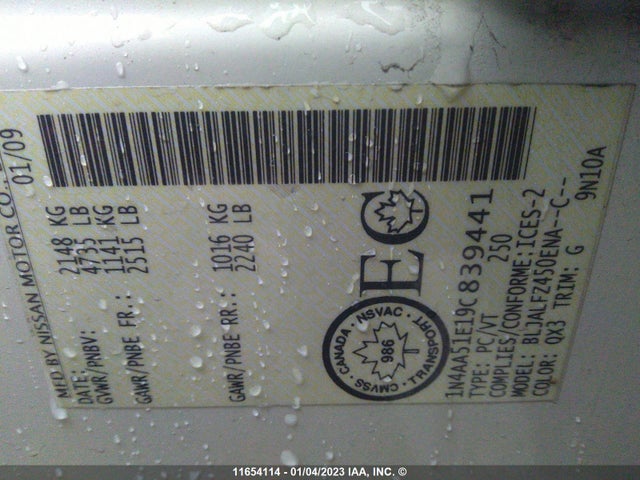 MFD BY NISSAN MOTOR CO.,
DATE: 01/09
GVWR/PNBV: 2148 KG
4735 LB
GAWR/PNBE FR.: 1141 KG
2515 LB
GAWR/PNBE RR.: 1016 KG
2240 LB
CANADA · NSVAC · TRANSPORT · CMVSS
986
EC
1N4AA51E19C839441
TYPE: PC/VT 250
COMPLIES/CONFORME:ICES-2
MODEL: BLJALFZ450ENA--C--
COLOR: QX3 TRIM: G 9N10A
11654114 - 01/04/2023 IAA, INC. ©